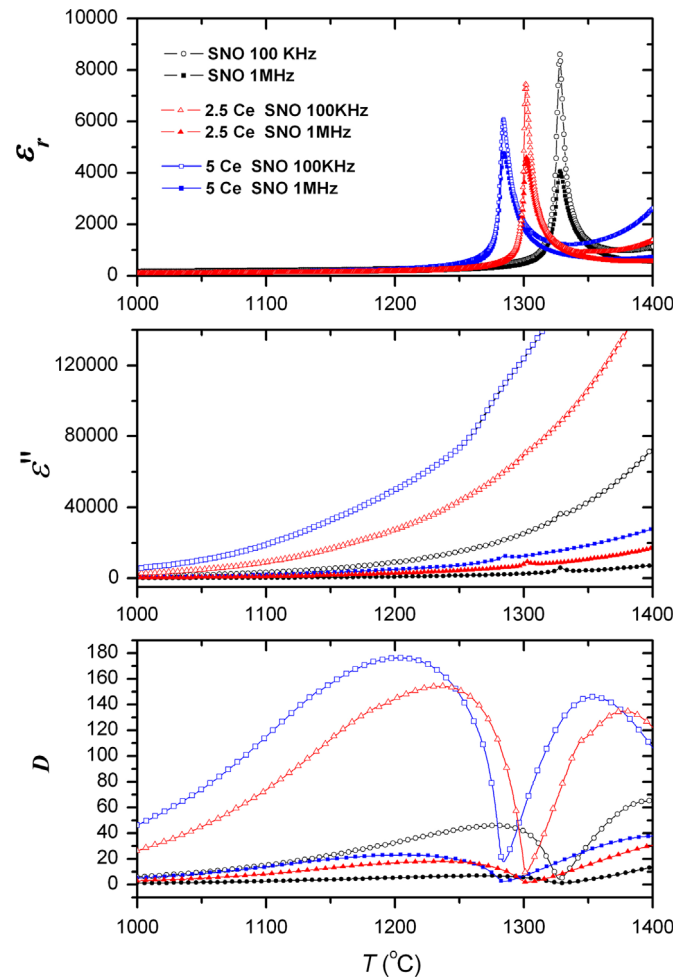 10000
8000
6000
4000
2000
0
εr
SNO 100 KHz
SNO 1MHz
2.5 Ce SNO 100KHz
2.5 Ce SNO 1MHz
5 Ce SNO 100KHz
5 Ce SNO 1MHz
1000 1100 1200 1300 1400
120000
80000
40000
0
ε"
1000 1100 1200 1300 1400
180
160
140
120
100
80
60
40
20
0
D
1000 1100 1200 1300 1400
T (°C)